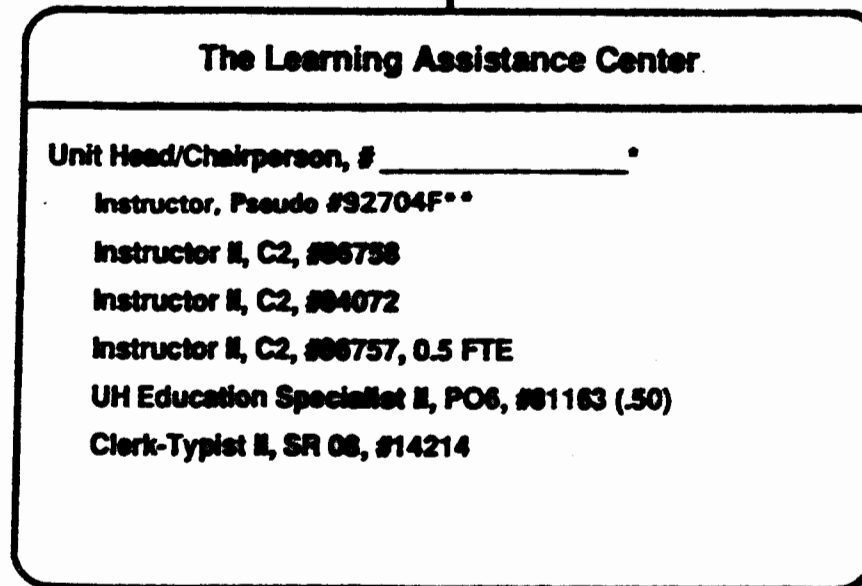 The Learning Assistance Center
Unit Head/Chairperson, # ____________________*
Instructor, Pseudo #92704F**
Instructor II, C2, #86758
Instructor II, C2, #84072
Instructor II, C2, #86757, 0.5 FTE
UH Education Specialist II, PO6, #81163 (.50)
Clerk-Typist II, SR 08, #14214